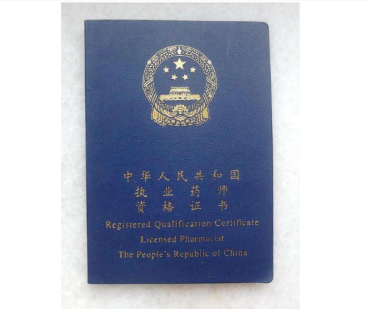 中华人民共和国
执业药师
资格证书
Registered Qualification Certificate
Licensed Pharmacist
The People's Republic of China